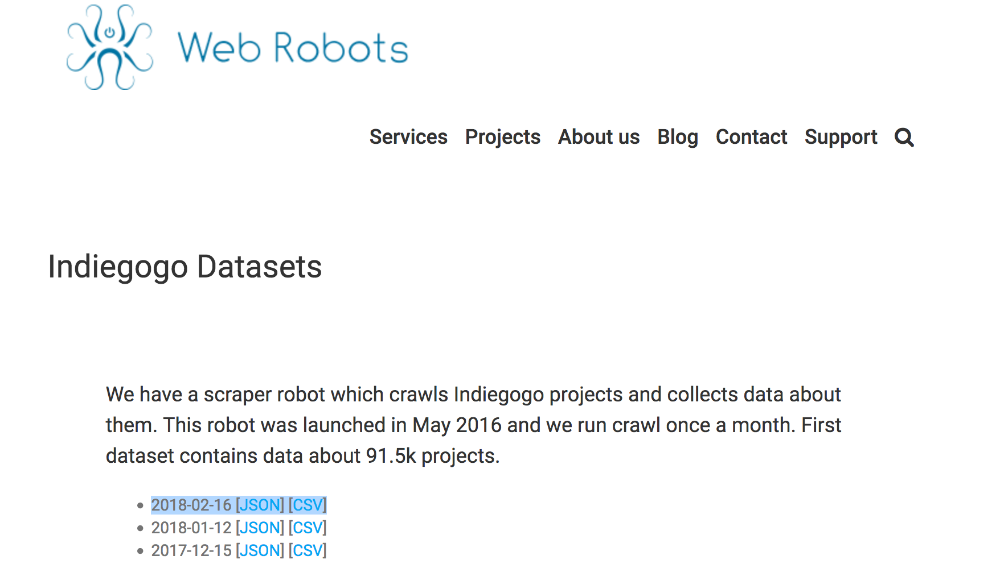 Web Robots
Services Projects About us Blog Contact Support
Indiegogo Datasets
We have a scraper robot which crawls Indiegogo projects and collects data about
them. This robot was launched in May 2016 and we run crawl once a month. First
dataset contains data about 91.5k projects.
• 2018-02-16 [JSON] [CSV]
• 2018-01-12 [JSON] [CSV]
• 2017-12-15 [JSON] [CSV]